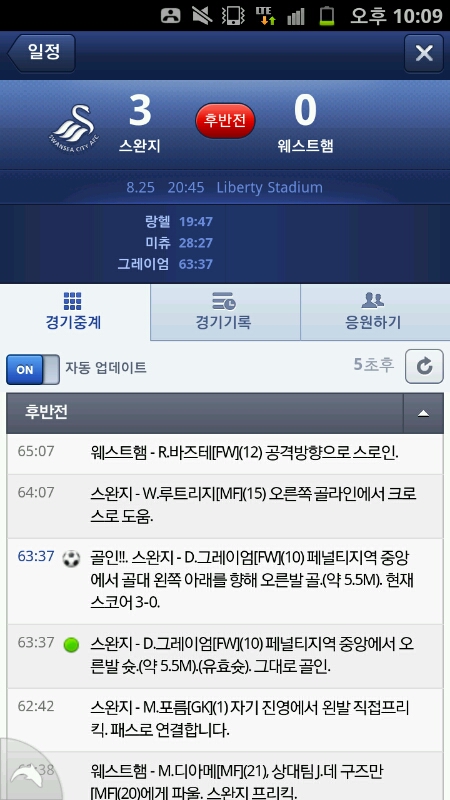 LTE 오후 10:09
일정
3 후반전 0
SWANSEA CITY AFC
스완지 웨스트햄
8.25 20:45 Liberty Stadium
랑헬 19:47
미츄 28:27
그레이엄 63:37
경기중계 경기기록 응원하기
ON 자동 업데이트 5초후
후반전
65:07 웨스트햄 - R.바즈테[FW](12) 공격방향으로 스로인.
64:07 스완지 - W.루트리지[MF](15) 오른쪽 골라인에서 크로
스로 도움.
63:37 골인!!. 스완지 - D.그레이엄[FW](10) 페널티지역 중앙
에서 골대 왼쪽 아래를 향해 오른발 골.(약 5.5M). 현재
스코어 3-0.
63:37 스완지 - D.그레이엄[FW](10) 페널티지역 중앙에서 오
른발 슛.(약 5.5M).(유효슛). 그대로 골인.
62:42 스완지 - M.포름[GK](1) 자기 진영에서 왼발 직접프리
킥. 패스로 연결합니다.
61:38 웨스트햄 - M.디아메[MF](21), 상대팀 J.데 구즈만
[MF](20)에게 파울. 스완지 프리킥.